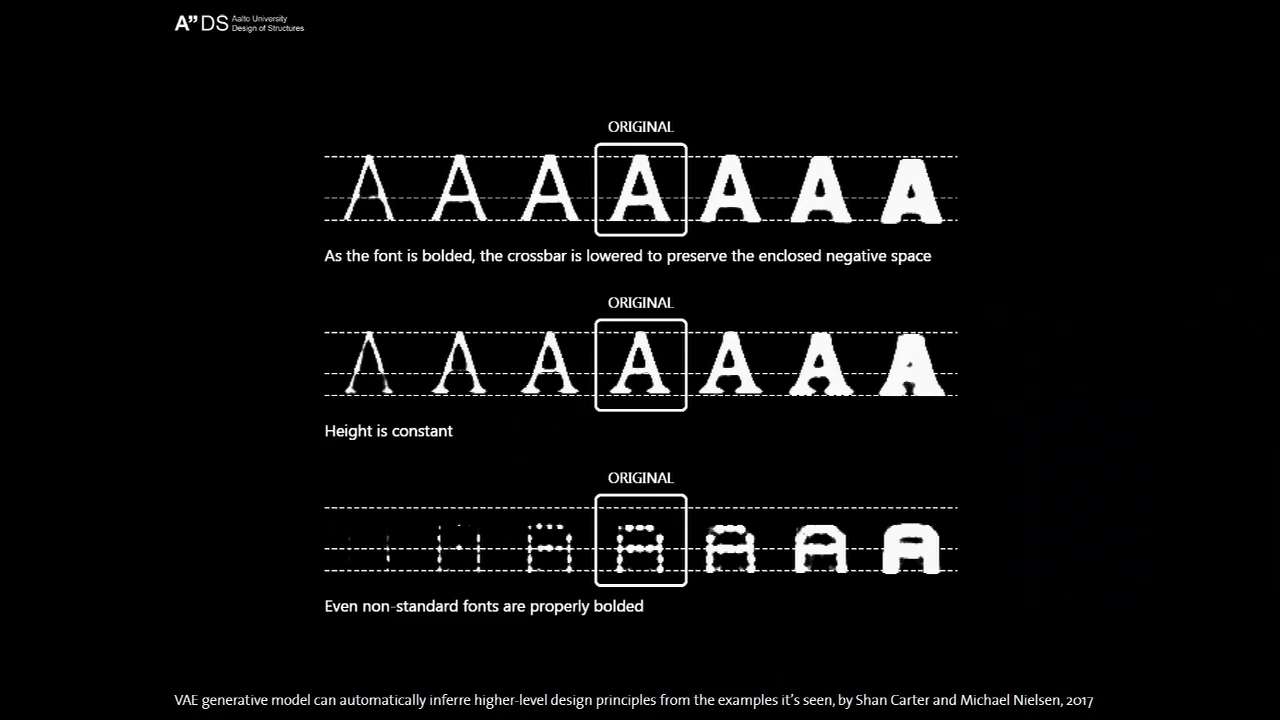 A” DS Aalto University
Design of Structures
ORIGINAL
A A A A A A A
As the font is bolded, the crossbar is lowered to preserve the enclosed negative space
ORIGINAL
A A A A A A A
Height is constant
ORIGINAL
A A A A A A
Even non-standard fonts are properly bolded
VAE generative model can automatically inferre higher-level design principles from the examples it’s seen, by Shan Carter and Michael Nielsen, 2017